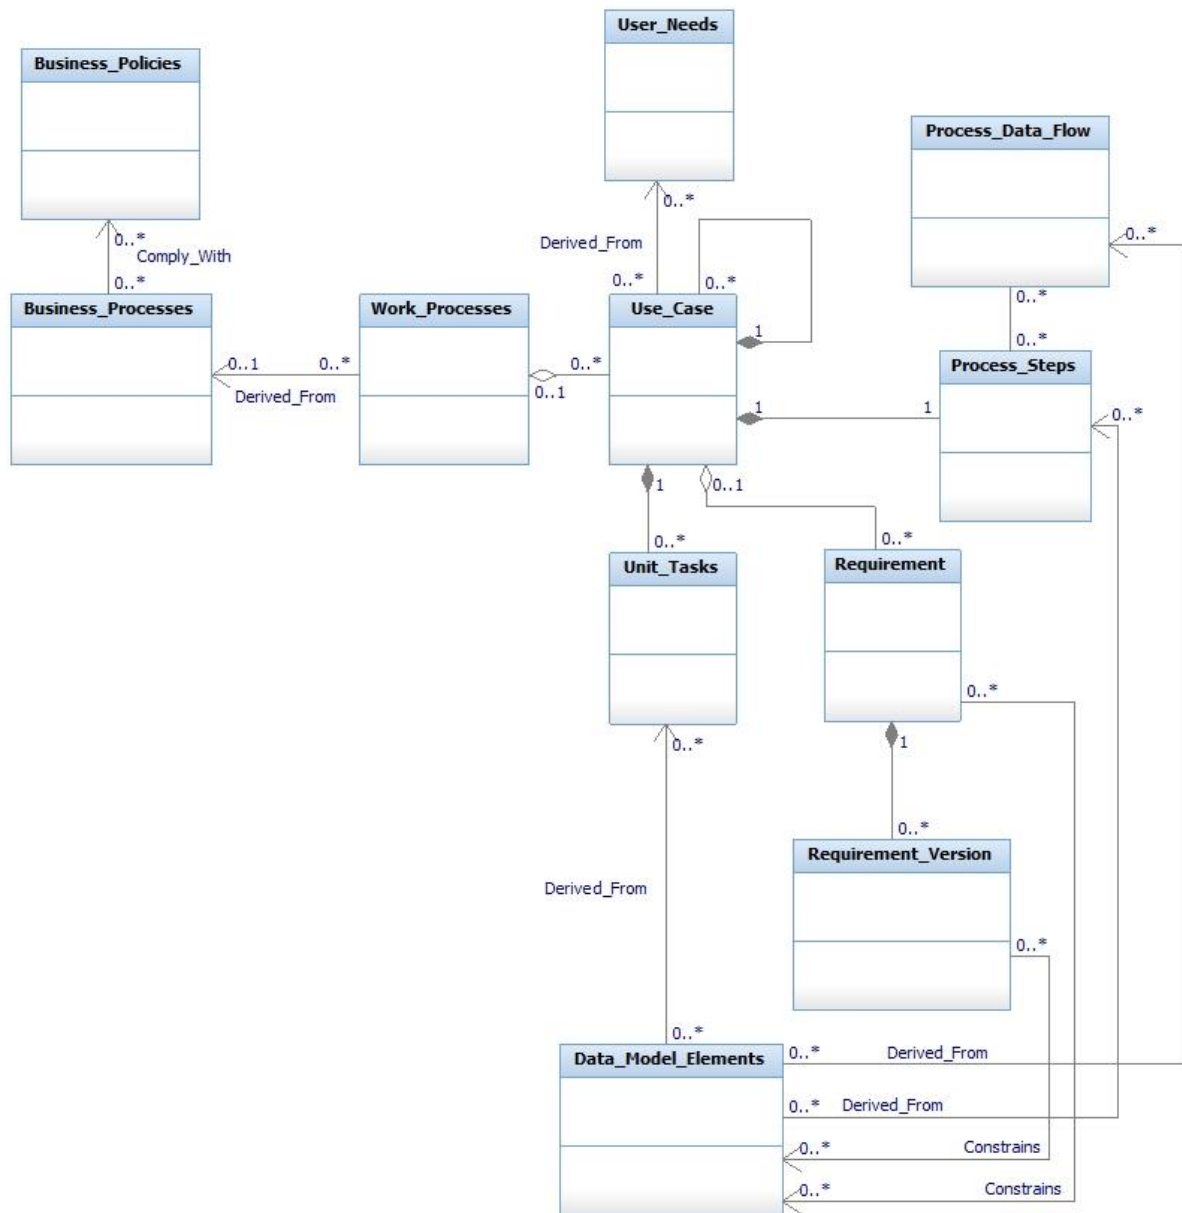 User_Needs
Business_Policies
Process_Data_Flow
0..*
0..*
0..*
Derived_From
Comply_With
0..*
0..*
0..*
0..*
Business_Processes
Work_Processes
Use_Case
0..*
1
0..1
0..*
0..*
Process_Steps
0..1
Derived_From
1
1
0..*
1
0..1
0..*
0..*
Unit_Tasks
Requirement
0..*
0..*
1
0..*
Requirement_Version
Derived_From
0..*
0..*
Data_Model_Elements
0..*
Derived_From
0..*
Derived_From
0..*
Constrains
0..*
Constrains